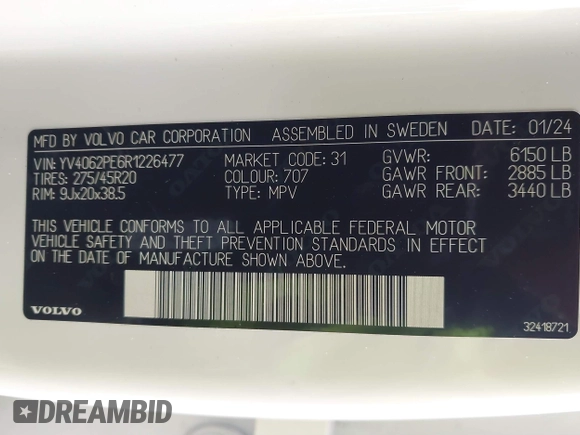 MFD BY VOLVO CAR CORPORATION ASSEMBLED IN SWEDEN DATE: 01/24
VIN: YV4062PE6R1226477 MARKET CODE: 31 GVWR: 6150 LB
TIRES: 275/45R20 COLOUR: 707 GAWR FRONT: 2885 LB
RIM: 9Jx20x38.5 TYPE: MPV GAWR REAR: 3440 LB
THIS VEHICLE CONFORMS TO ALL APPLICABLE FEDERAL MOTOR
VEHICLE SAFETY AND THEFT PREVENTION STANDARDS IN EFFECT
ON THE DATE OF MANUFACTURE SHOWN ABOVE.
VOLVO
32418721
DREAMBID